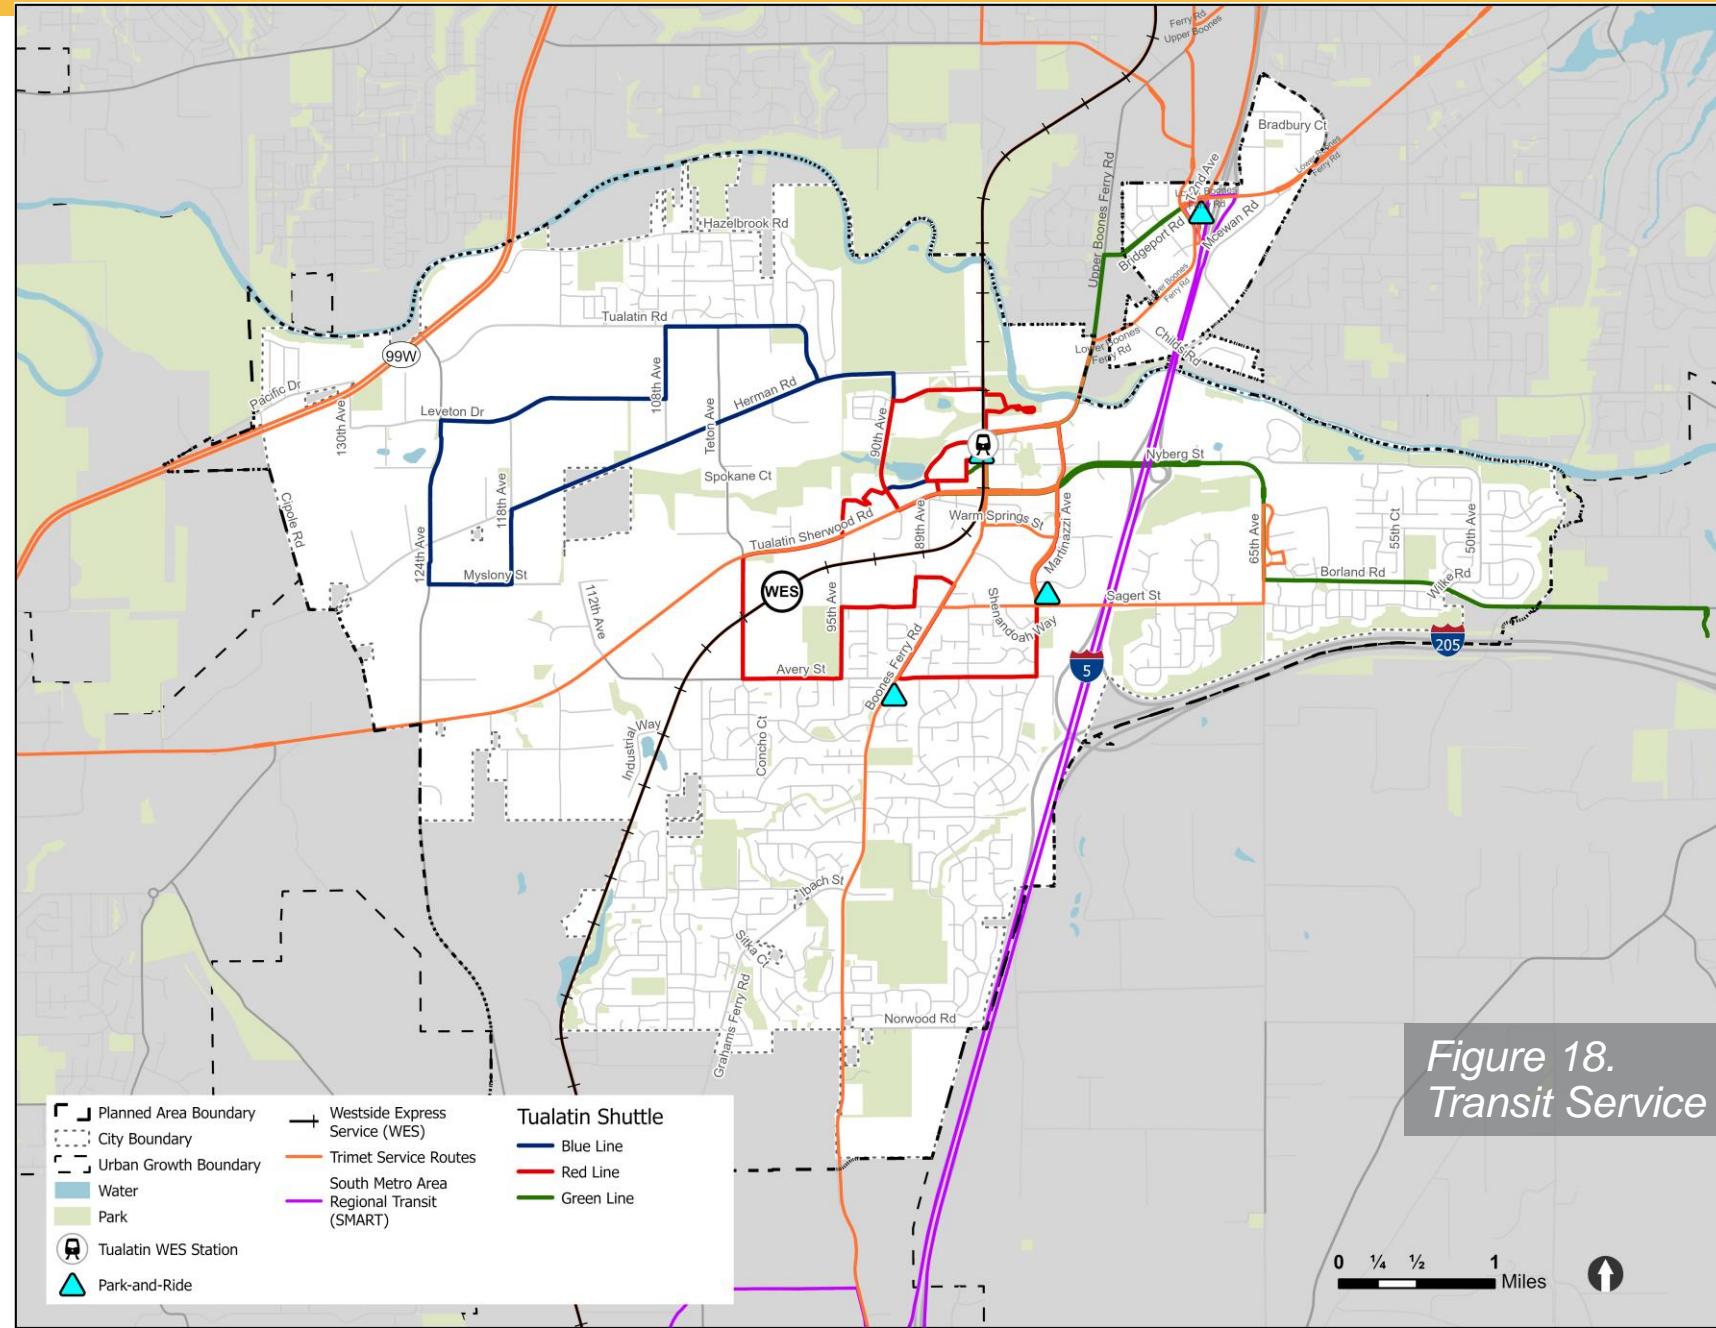 Ferry Rd
Upper Boones
Bradbury Ct
Lower Boones
Ferry Rd
72nd Ave
Upper Boones Ferry Rd
Bridgeport Rd
Mcewan Rd
Hazelbrook Rd
Ferry Rd
Tualatin Rd
Lower Boones
Ferry Rd
Childs Rd
99W
Pacific Dr
130th Ave
Leveton Dr
108th Ave
Herman Rd
Teton Ave
90th Ave
Spokane Ct
Nyberg St
Cipole Rd
118th Ave
124th Ave
Tualatin Sherwood Rd
89th Ave
Warm Springs St
Martinazzi Ave
65th Ave
55th Ct
50th Ave
Myslony St
WES
112th Ave
95th Ave
Shenandoah Way
Sagert St
Borland Rd
Wilke Rd
205
5
Avery St
Boones Ferry Rd
Industrial Way
Concho Ct
Ibach St
Sitka Ct
Grahams Ferry Rd
Norwood Rd
Figure 18.
Transit Service
Planned Area Boundary
City Boundary
Urban Growth Boundary
Water
Park
Tualatin WES Station
Park-and-Ride
Westside Express
Service (WES)
Trimet Service Routes
South Metro Area
Regional Transit
(SMART)
Tualatin Shuttle
Blue Line
Red Line
Green Line
0 ¼ ½ 1
Miles